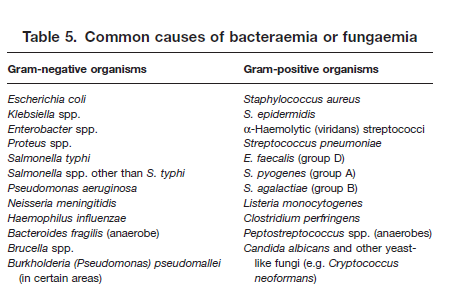 Table 5. Common causes of bacteraemia or fungaemia
Gram-negative organisms Gram-positive organisms
Escherichia coli Staphylococcus aureus
Klebsiella spp. S. epidermidis
Enterobacter spp. α-Haemolytic (viridans) streptococci
Proteus spp. Streptococcus pneumoniae
Salmonella typhi E. faecalis (group D)
Salmonella spp. other than S. typhi S. pyogenes (group A)
Pseudomonas aeruginosa S. agalactiae (group B)
Neisseria meningitidis Listeria monocytogenes
Haemophilus influenzae Clostridium perfringens
Bacteroides fragilis (anaerobe) Peptostreptococcus spp. (anaerobes)
Brucella spp. Candida albicans and other yeast-
Burkholderia (Pseudomonas) pseudomallei like fungi (e.g. Cryptococcus
(in certain areas) neoformans)